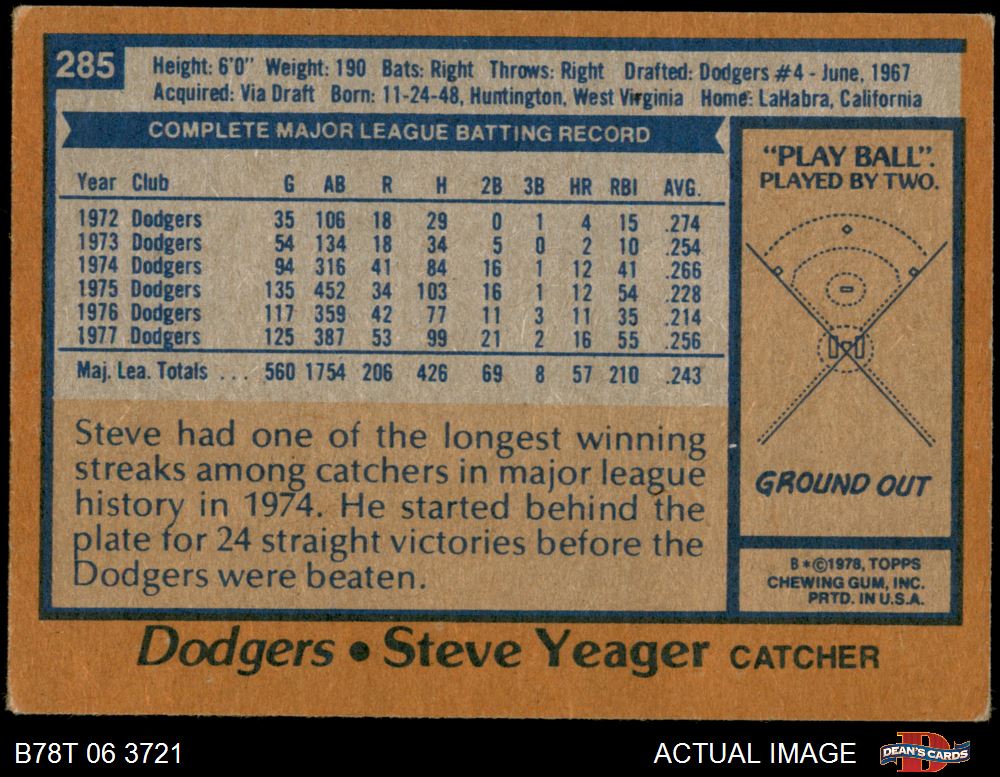 285
Height: 6'0" Weight: 190 Bats: Right Throws: Right Drafted: Dodgers #4 - June, 1967
Acquired: Via Draft Born: 11-24-48, Huntington, West Virginia Home: LaHabra, California
COMPLETE MAJOR LEAGUE BATTING RECORD
Year Club G AB R H 2B 3B HR RBI AVG.
1972 Dodgers 35 106 18 29 0 1 4 15 .274
1973 Dodgers 54 134 18 34 5 0 2 10 .254
1974 Dodgers 94 316 41 84 16 1 12 41 .266
1975 Dodgers 135 452 34 103 16 1 12 54 .228
1976 Dodgers 117 359 42 77 11 3 11 35 .214
1977 Dodgers 125 387 53 99 21 2 16 55 .256
Maj. Lea. Totals ... 560 1754 206 426 69 8 57 210 .243
Steve had one of the longest winning
streaks among catchers in major league
history in 1974. He started behind the
plate for 24 straight victories before the
Dodgers were beaten.
"PLAY BALL".
PLAYED BY TWO.
GROUND OUT
B*©1978, TOPPS
CHEWING GUM, INC.
PRTD. IN U.S.A.
Dodgers • Steve Yeager CATCHER
B78T 06 3721
ACTUAL IMAGE
DEAN'S CARDS